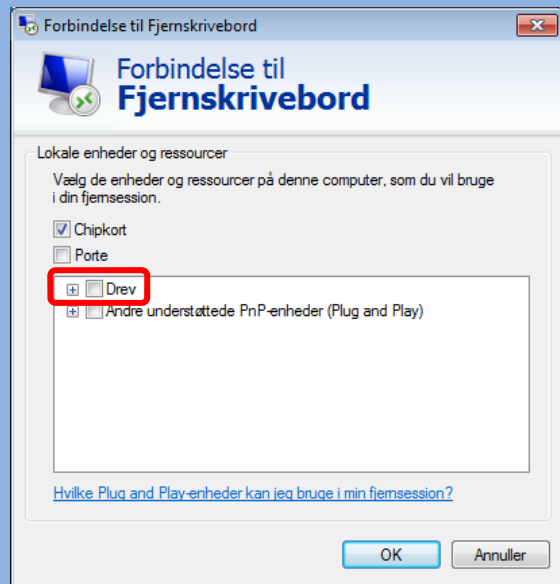 Forbindelse til Fjernskrivebord
Forbindelse til
Fjernskrivebord
Lokale enheder og ressourcer
Vælg de enheder og ressourcer på denne computer, som du vil bruge
i din fjernsession.
Chipkort
Porte
Drev
Andre understøttede PnP-enheder (Plug and Play)
Hvilke Plug and Play-enheder kan jeg bruge i min fjernsession?
OK
Annuller